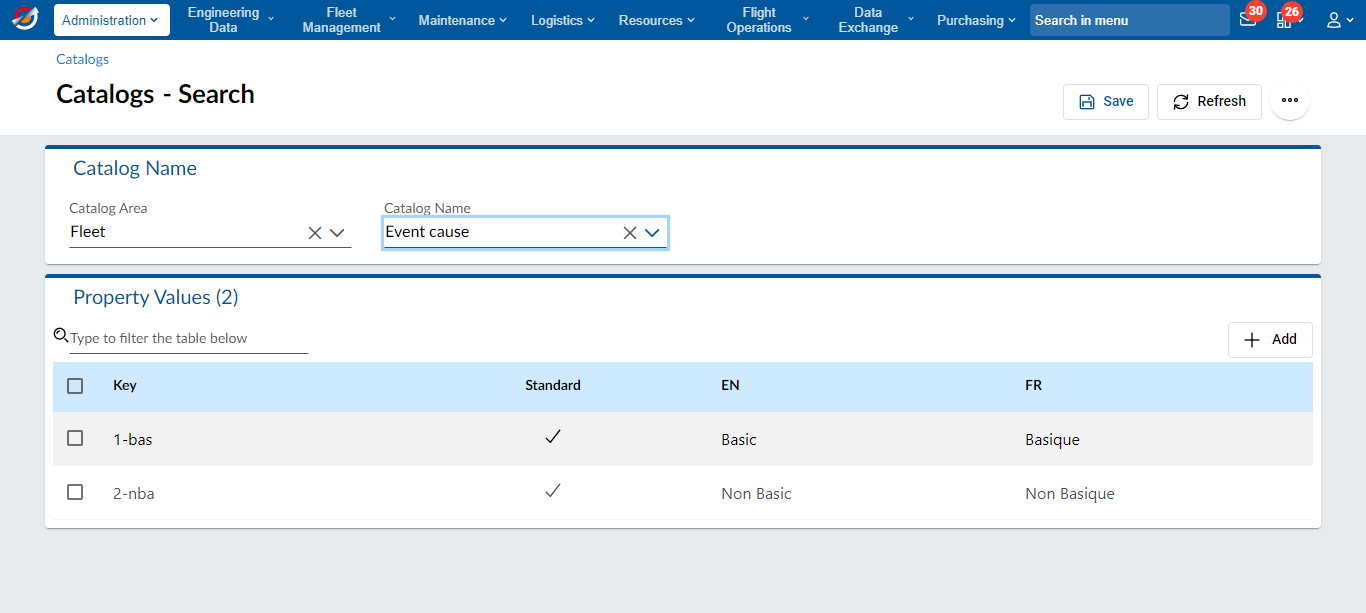 Administration
Engineering
Data
Fleet
Management
Maintenance
Logistics
Resources
Flight
Operations
Data
Exchange
Purchasing
Search in menu
30
26
Catalogs
Catalogs - Search
Save
Refresh
Catalog Name
Catalog Area
Catalog Name
Fleet
Event cause
Property Values (2)
Type to filter the table below
Add
Key Standard EN FR
1-bas Basic Basique
2-nba Non Basic Non Basique